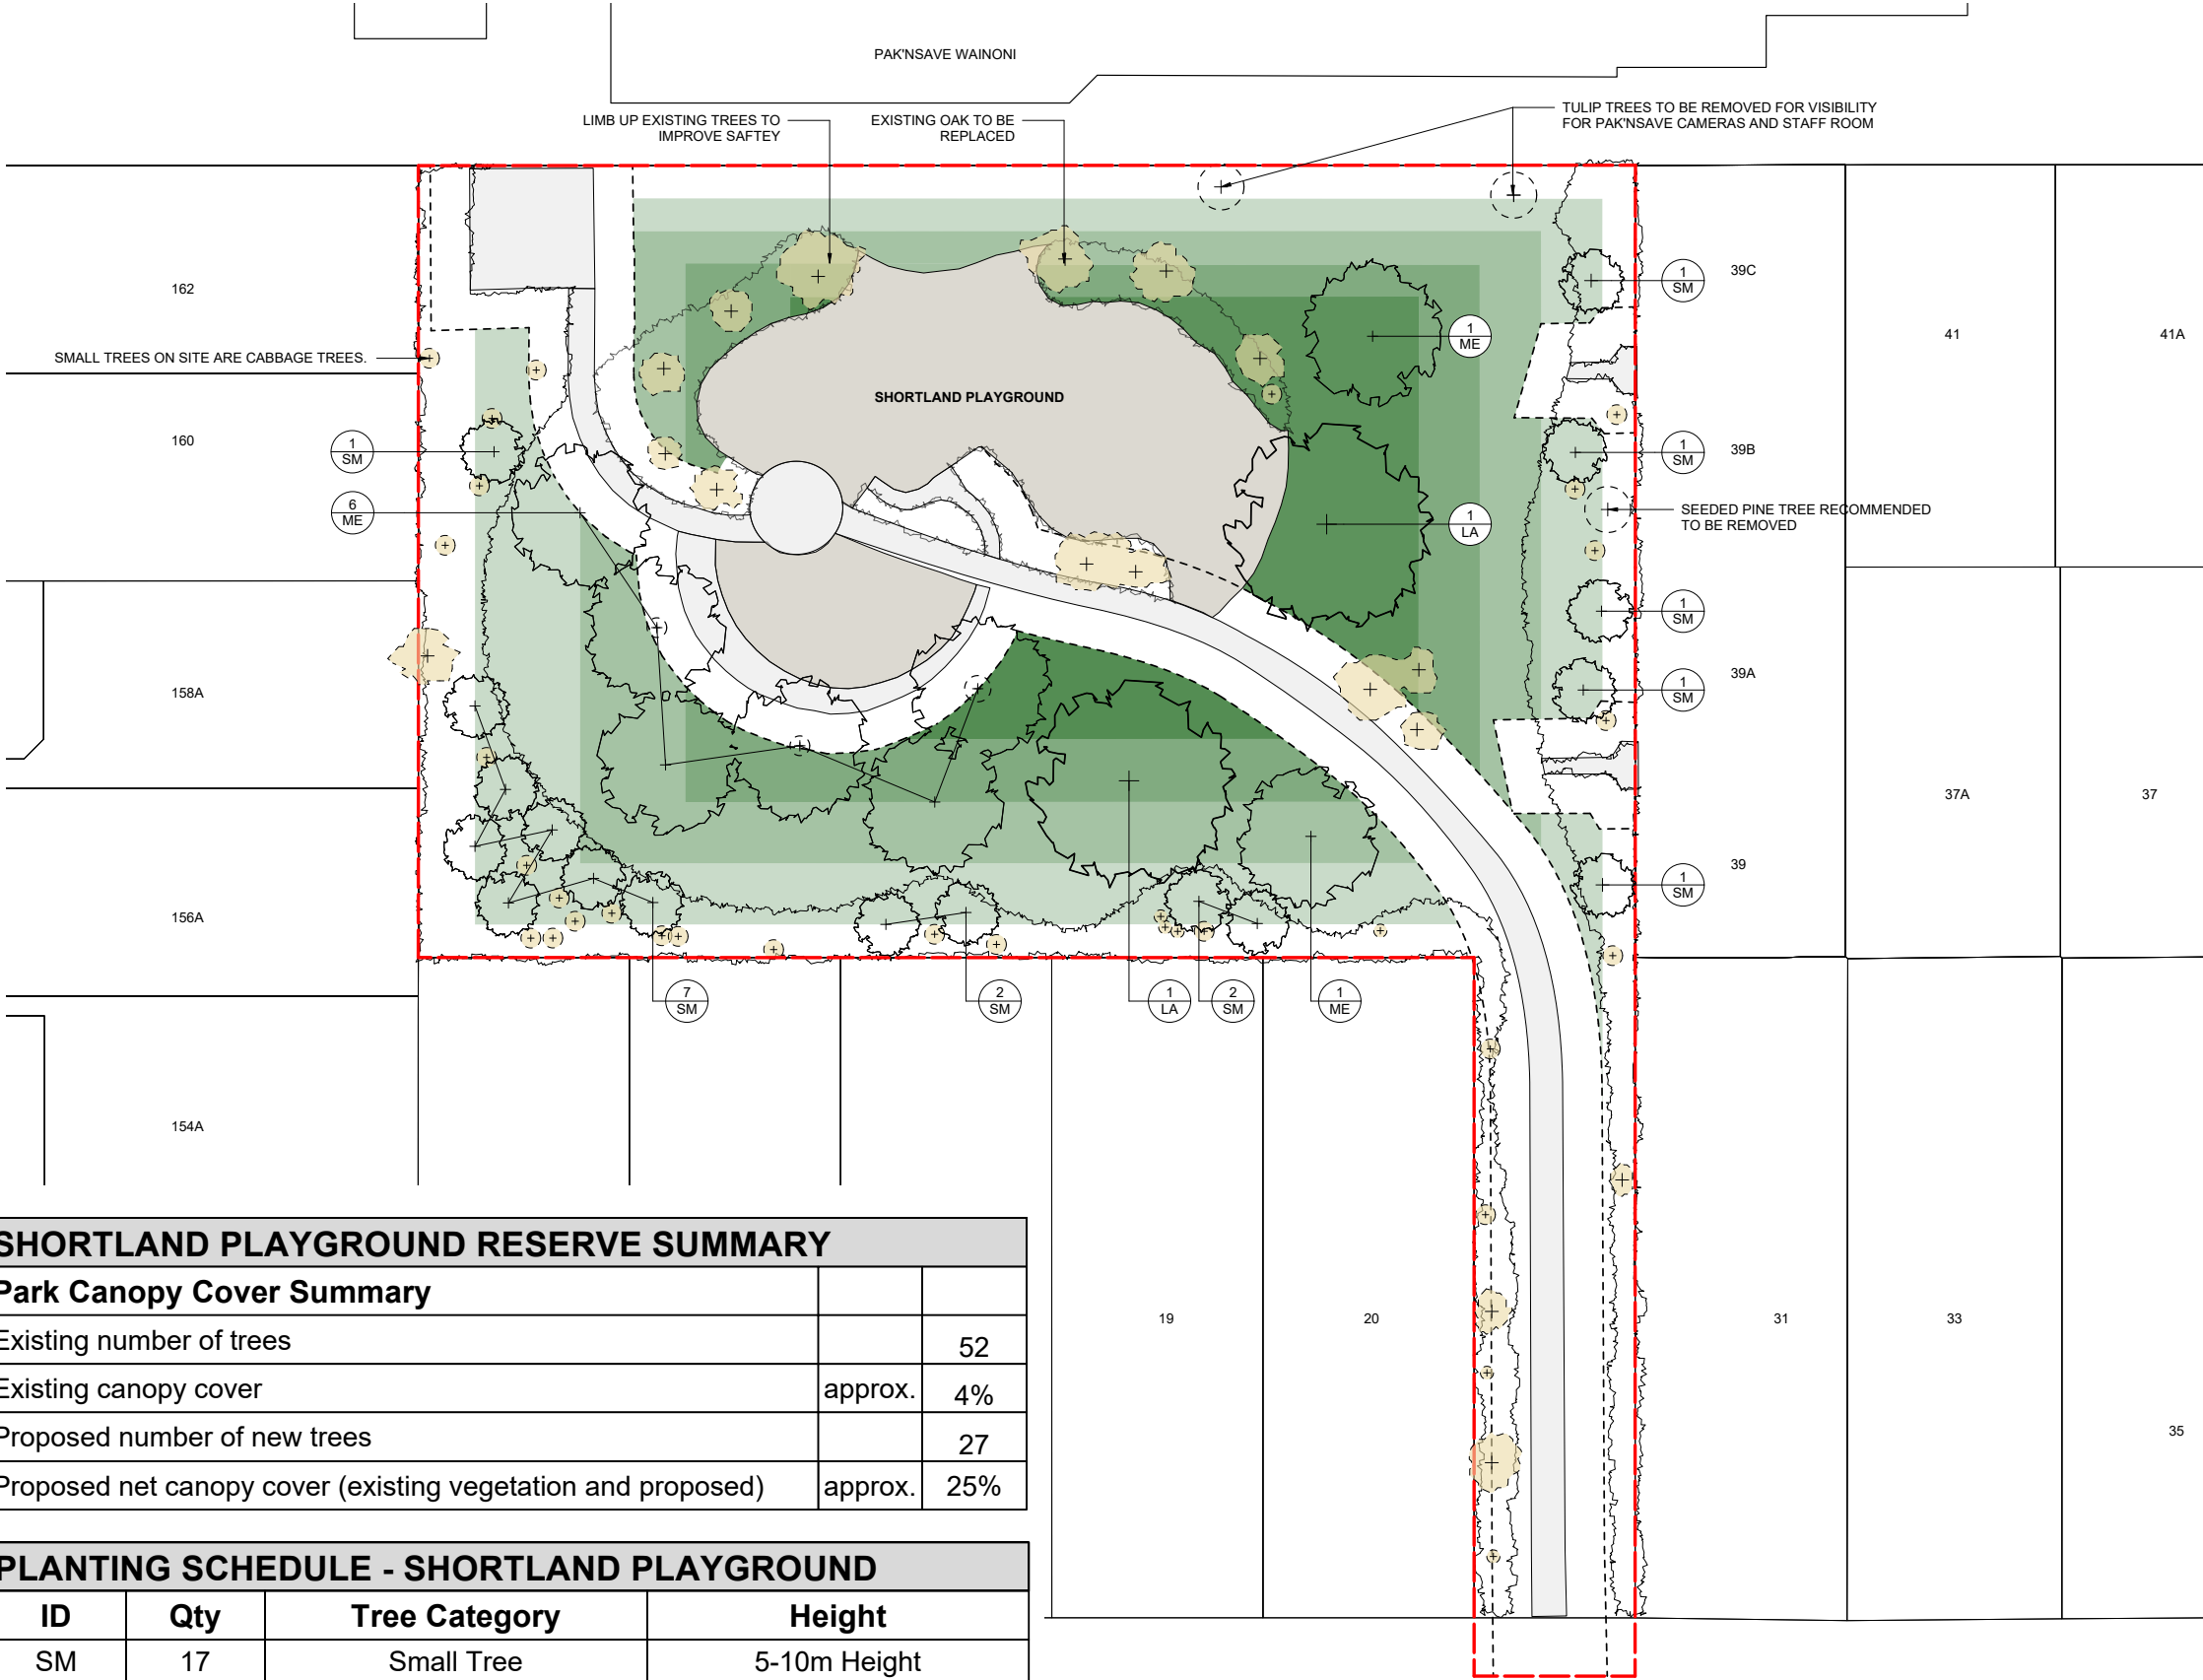 PAK'NSAVE WAINONI
LIMB UP EXISTING TREES TO
IMPROVE SAFTEY
EXISTING OAK TO BE
REPLACED
TULIP TREES TO BE REMOVED FOR VISIBILITY
FOR PAK'NSAVE CAMERAS AND STAFF ROOM
162
39C
1
SM
41
41A
1
ME
SMALL TREES ON SITE ARE CABBAGE TREES.
SHORTLAND PLAYGROUND
160
1
SM
1
SM
39B
6
ME
SEEDED PINE TREE RECOMMENDED
TO BE REMOVED
1
LA
1
SM
158A
1
SM
39A
37A
37
1
SM
39
156A
7
SM
2
SM
1
LA
2
SM
1
ME
154A
19
20
31
33
35
SHORTLAND PLAYGROUND RESERVE SUMMARY
Park Canopy Cover Summary
Existing number of trees 52
Existing canopy cover approx. 4%
Proposed number of new trees 27
Proposed net canopy cover (existing vegetation and proposed) approx. 25%
PLANTING SCHEDULE - SHORTLAND PLAYGROUND
ID Qty Tree Category Height
SM 17 Small Tree 5-10m Height